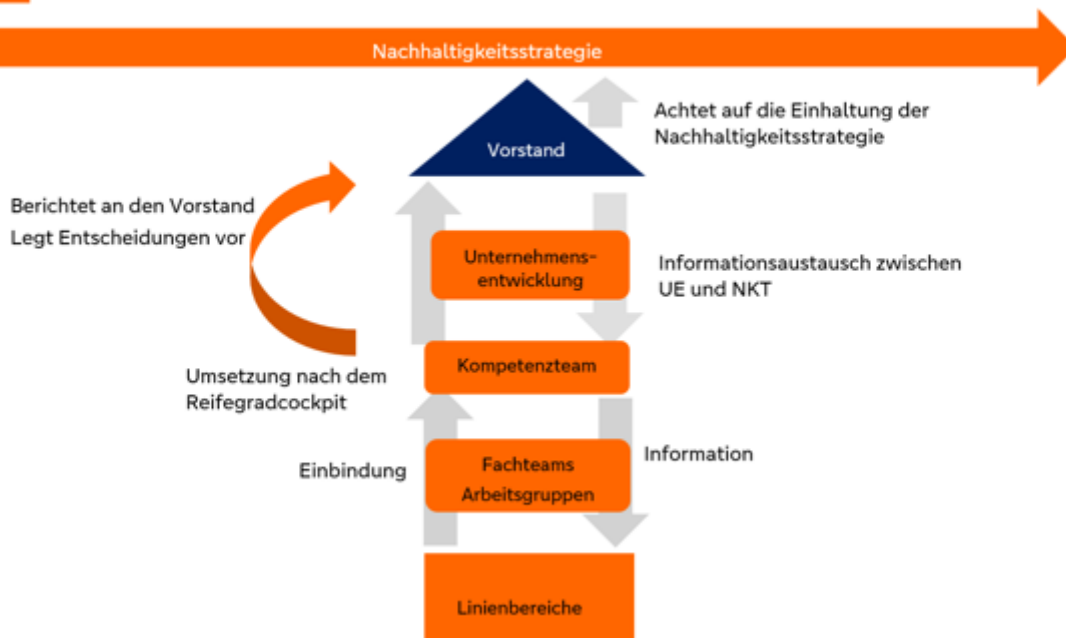 Nachhaltigkeitsstrategie
Achtet auf die Einhaltung der
Nachhaltigkeitsstrategie
Vorstand
Berichtet an den Vorstand
Legt Entscheidungen vor
Unternehmens-
entwicklung
Informationsaustausch zwischen
UE und NKT
Kompetenzteam
Umsetzung nach dem
Reifegradcockpit
Einbindung
Fachteams
Arbeitsgruppen
Information
Linienbereiche